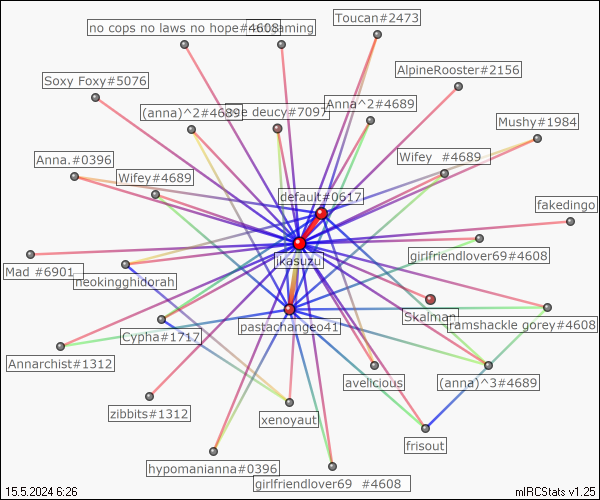 Toucan#2473
no cops no laws no hope#4608
AlpineRooster#2156
Soxy Foxy#5076
(anna)^2#4689
e deucy#7097
Anna^2#4689
Mushy#1984
Anna.#0396
Wifey #4689
Wifey#4689
default#0617
fakedingo
girlfriendlover69#4608
jkasuzu
Mad #6901
neokingghidorah
Skalman
pastachangeo41
ramshackle gorey#4608
Cypha#1717
Annarchist#1312
avelicious
(anna)^3#4689
zibbits#1312
xenoyaut
frisout
hypomanianna#0396
girlfriendlover69 #4608
15.5.2024 6:26
mIRCStats v1.25